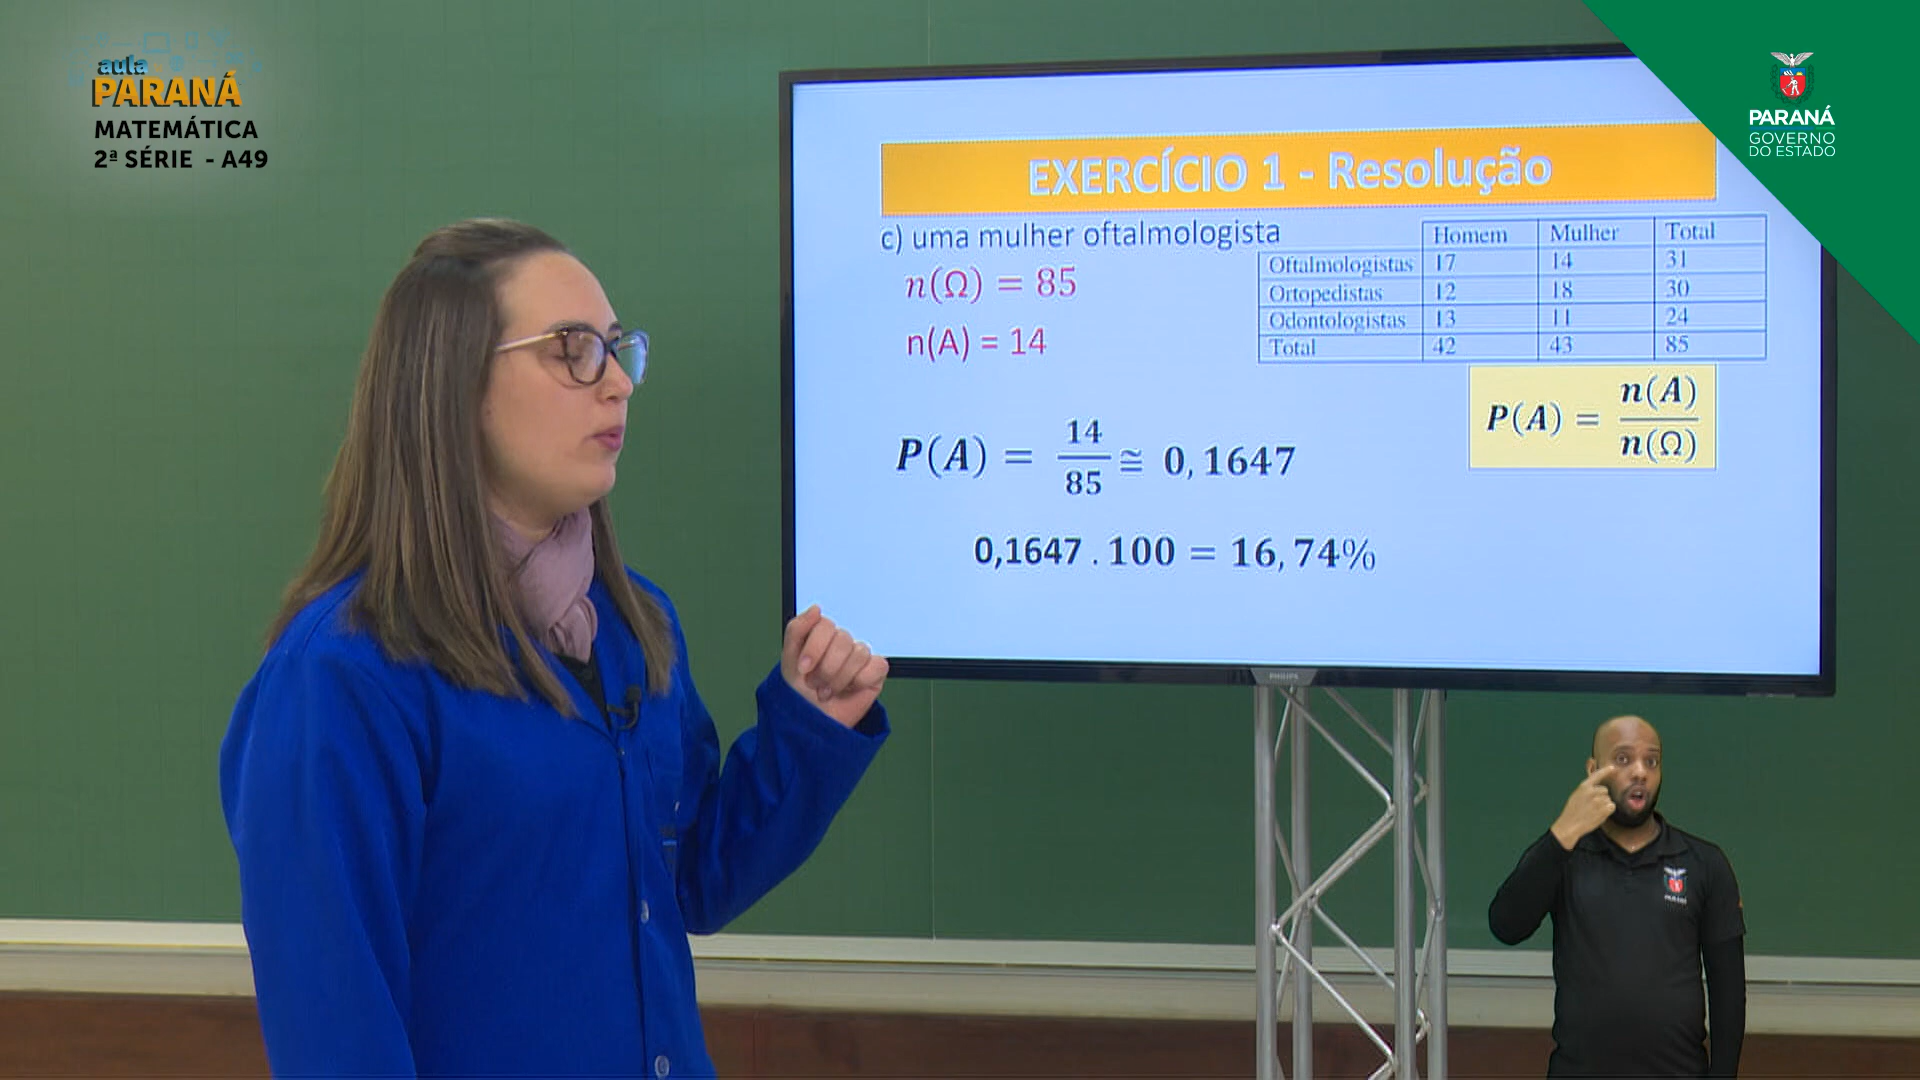 aula
PARANÁ
MATEMÁTICA
2ª SÉRIE - A49
PARANÁ
GOVERNO
DO ESTADO
EXERCÍCIO 1 - Resolução
c) uma mulher oftalmologista
n(Ω) = 85
n(A) = 14
Homem Mulher Total
Oftalmologistas 17 14 31
Ortopedistas 12 18 30
Odontologistas 13 11 24
Total 42 43 85
P(A) = n(A)/n(Ω)
P(A) = 14/85 ≅ 0,1647
0,1647 . 100 = 16,74%
PHILIPS